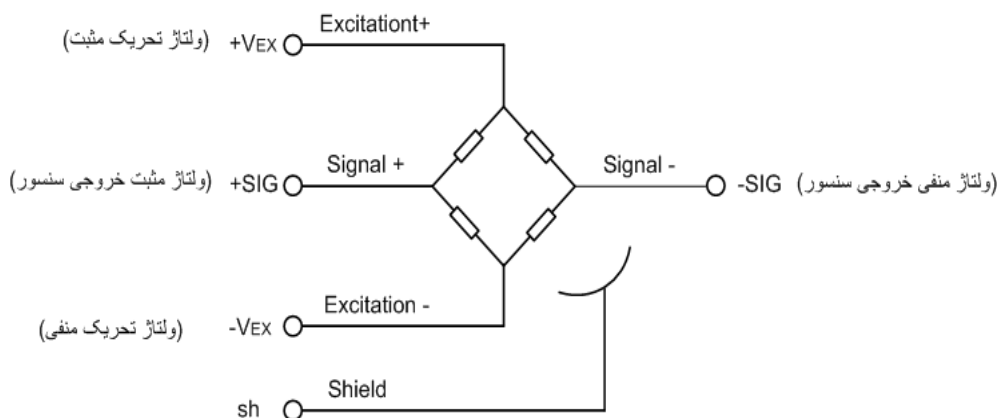 Excitationt+
(ولتاژ تحریک مثبت) +VEX
Signal + Signal -
(ولتاژ مثبت خروجی سنسور) +SIG -SIG (ولتاژ منفی خروجی سنسور)
Excitation -
(ولتاژ تحریک منفی) -VEX
Shield
sh